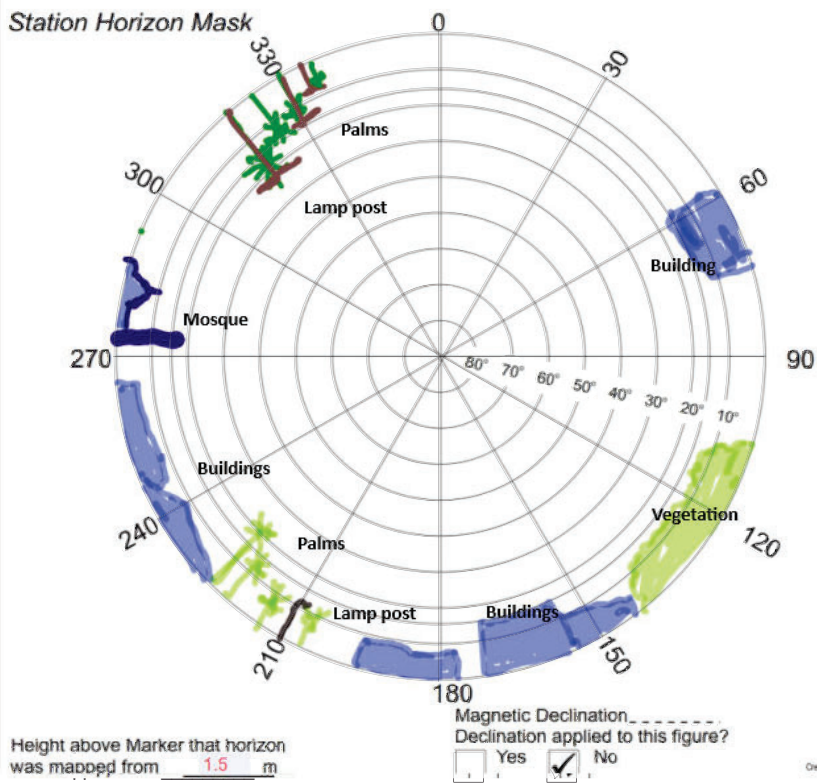 Station Horizon Mask
0
330
30
Palms
300
60
Lamp post
Building
Mosque
270
90
80° 70° 60° 50° 40° 30° 20° 10°
Buildings
Vegetation
240
120
Palms
Lamp post
Buildings
210
150
180
Magnetic Declination_ _ _ _ _ _ _
Declination applied to this figure?
Yes ✓ No
Height above Marker that horizon
was mapped from 1.5 m